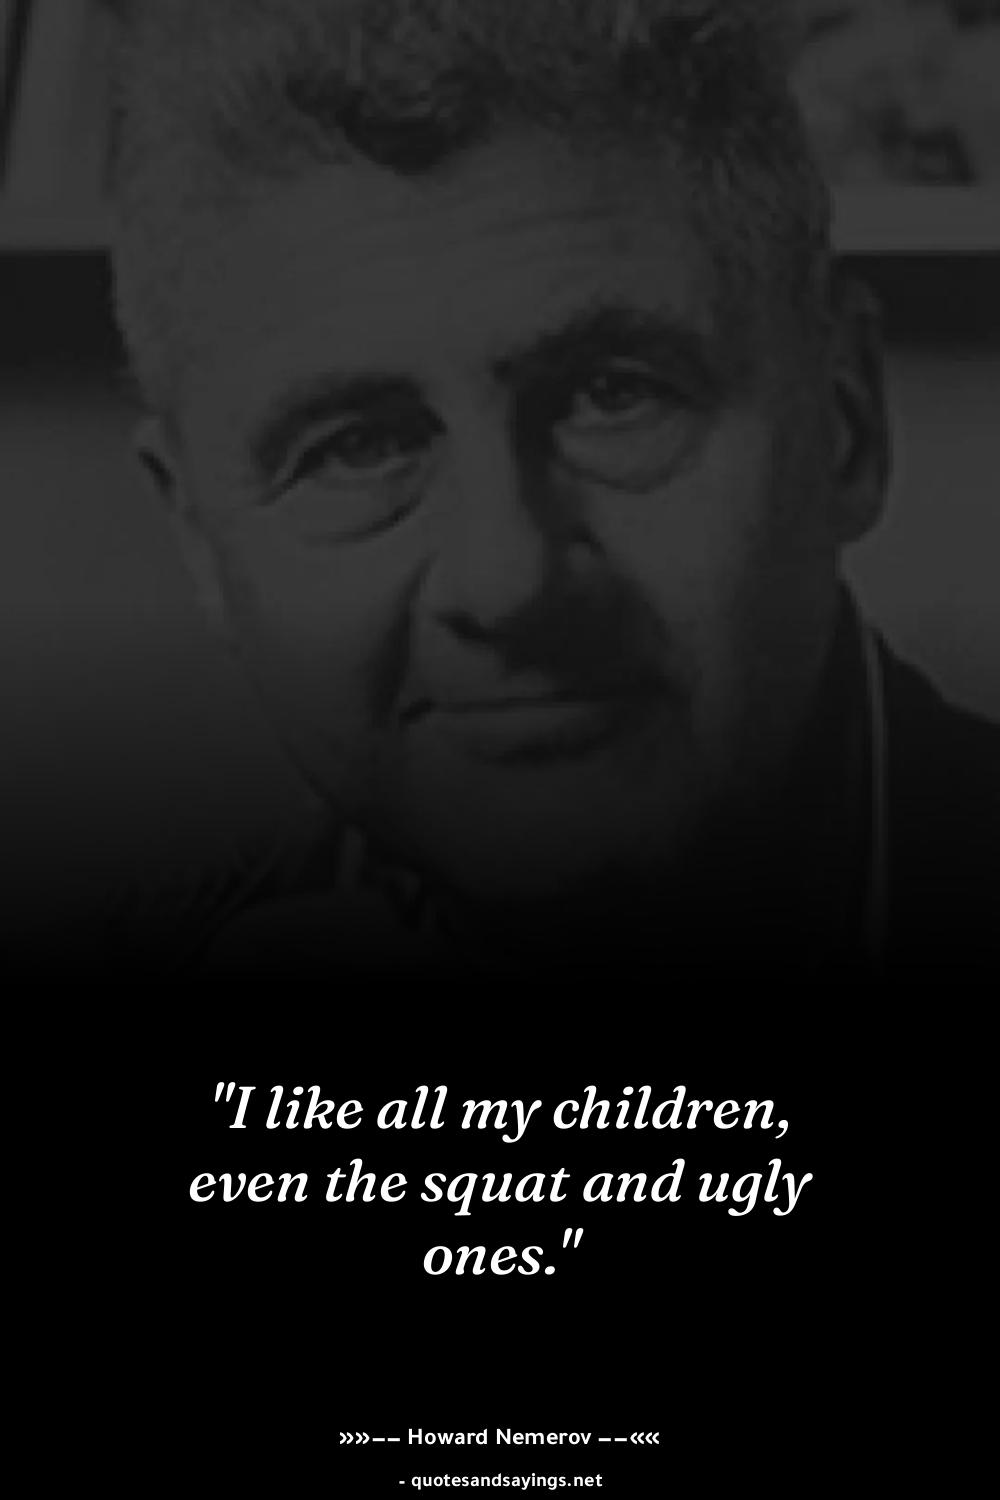 "I like all my children,
even the squat and ugly
ones."
»»–– Howard Nemerov ––««
- quotesandsayings.net